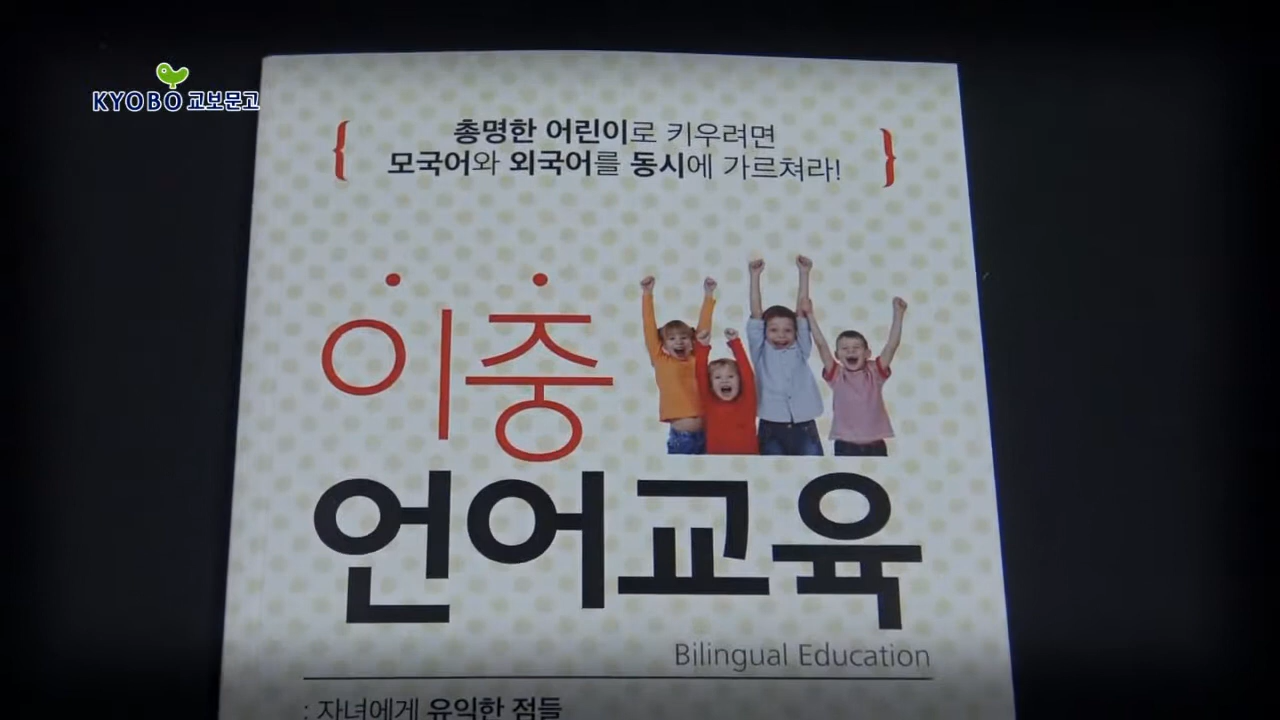 KYOBO 교보문고
총명한 어린이로 키우려면
모국어와 외국어를 동시에 가르쳐라!
이중
언어교육
Bilingual Education
: 자녀에게 유익한 점들